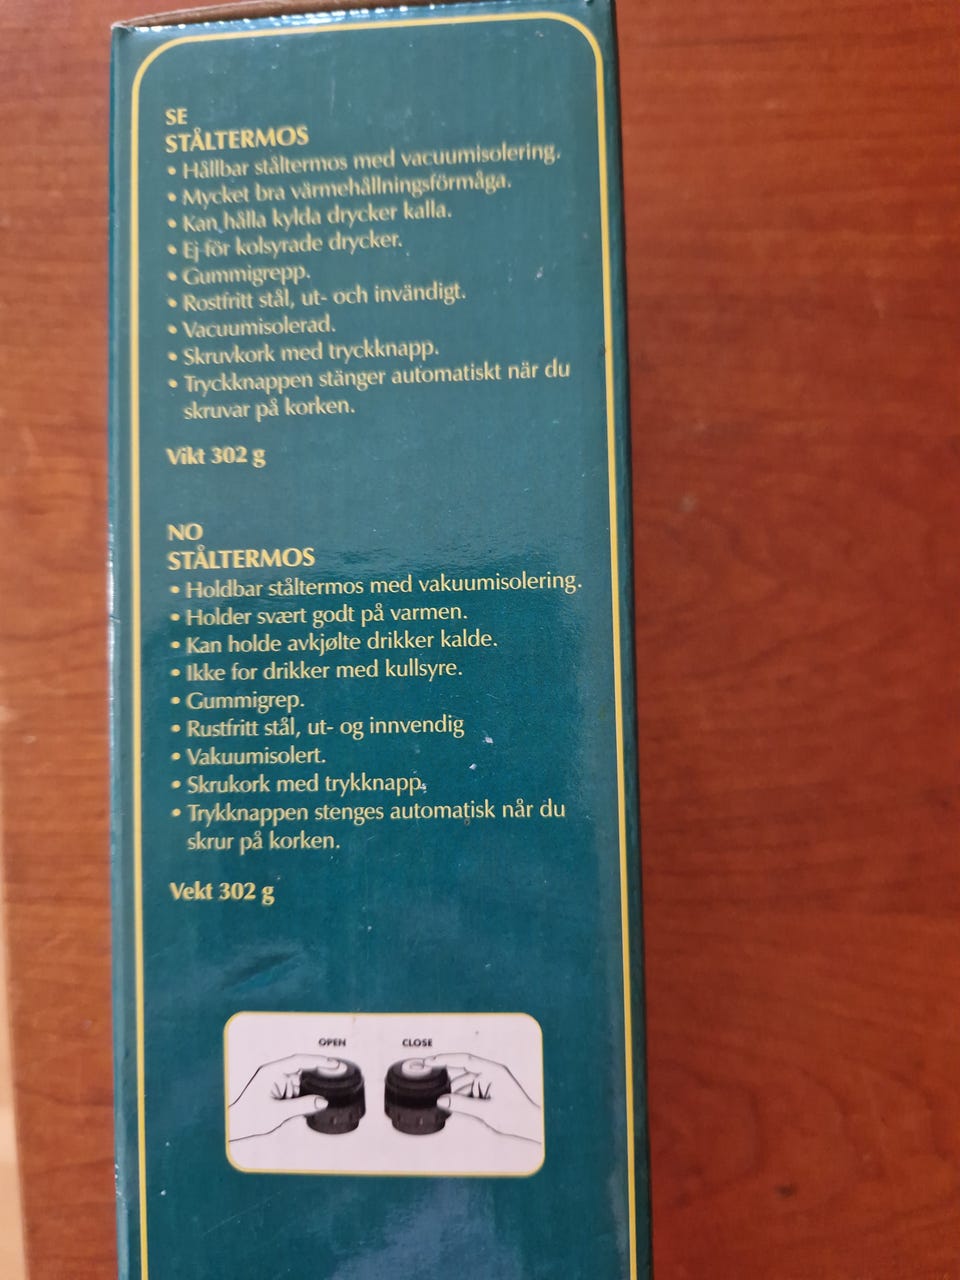 SE
STÅLTERMOS
• Hållbar ståltermos med vacuumisolering.
• Mycket bra värmehållningsförmåga.
• Kan hålla kylda drycker kalla.
• Ej för kolsyrade drycker.
• Gummigrepp.
• Rostfritt stål, ut- och invändigt.
• Vacuumisolerad.
• Skruvkork med tryckknapp.
• Tryckknappen stänger automatiskt när du
skruvar på korken.
Vikt 302 g
NO
STÅLTERMOS
• Holdbar ståltermos med vakuumisolering.
• Holder svært godt på varmen.
• Kan holde avkjølte drikker kalde.
• Ikke for drikker med kullsyre.
• Gummigrep.
• Rustfritt stål, ut- og innvendig
• Vakuumisolert.
• Skrukork med trykknapp.
• Trykknappen stenges automatisk når du
skrur på korken.
Vekt 302 g
OPEN CLOSE